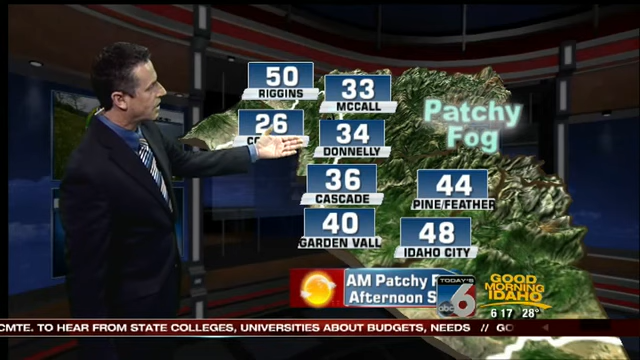 50
RIGGINS
33
MCCALL
26
34
DONNELLY
Patchy
Fog
36
CASCADE
44
PINE/FEATHER
40
GARDEN VALL
48
IDAHO CITY
AM Patchy
Afternoon S
TODAY'S
abc 6
GOOD
MORNING
IDAHO
6 17 28°
CMTE. TO HEAR FROM STATE COLLEGES, UNIVERSITIES ABOUT BUDGETS, NEEDS // GO